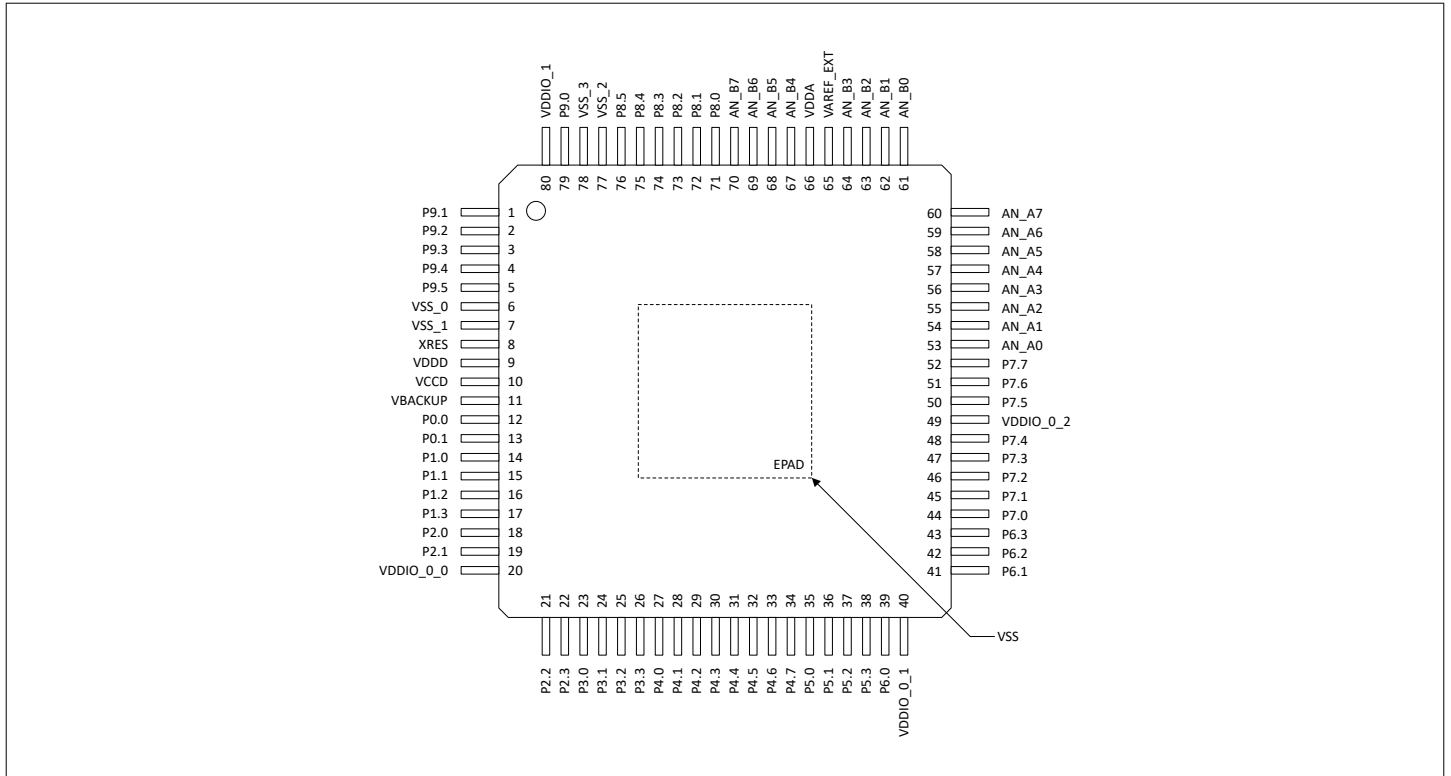 VDDIO_1
P9.0
VSS_3
VSS_2
P8.5
P8.4
P8.3
P8.2
P8.1
P8.0
AN_B7
AN_B6
AN_B5
AN_B4
VDDA
VAREF_EXT
AN_B3
AN_B2
AN_B1
AN_B0
80 79 78 77 76 75 74 73 72 71 70 69 68 67 66 65 64 63 62 61
P9.1 1
P9.2 2
P9.3 3
P9.4 4
P9.5 5
VSS_0 6
VSS_1 7
XRES 8
VDDD 9
VCCD 10
VBACKUP 11
P0.0 12
P0.1 13
P1.0 14
P1.1 15
P1.2 16
P1.3 17
P2.0 18
P2.1 19
VDDIO_0_0 20
60 AN_A7
59 AN_A6
58 AN_A5
57 AN_A4
56 AN_A3
55 AN_A2
54 AN_A1
53 AN_A0
52 P7.7
51 P7.6
50 P7.5
49 VDDIO_0_2
48 P7.4
47 P7.3
46 P7.2
45 P7.1
44 P7.0
43 P6.3
42 P6.2
41 P6.1
EPAD
21 22 23 24 25 26 27 28 29 30 31 32 33 34 35 36 37 38 39 40
VSS
P2.2
P2.3
P3.0
P3.1
P3.2
P3.3
P4.0
P4.1
P4.2
P4.3
P4.4
P4.5
P4.6
P4.7
P5.0
P5.1
P5.2
P5.3
P6.0
VDDIO_0_1